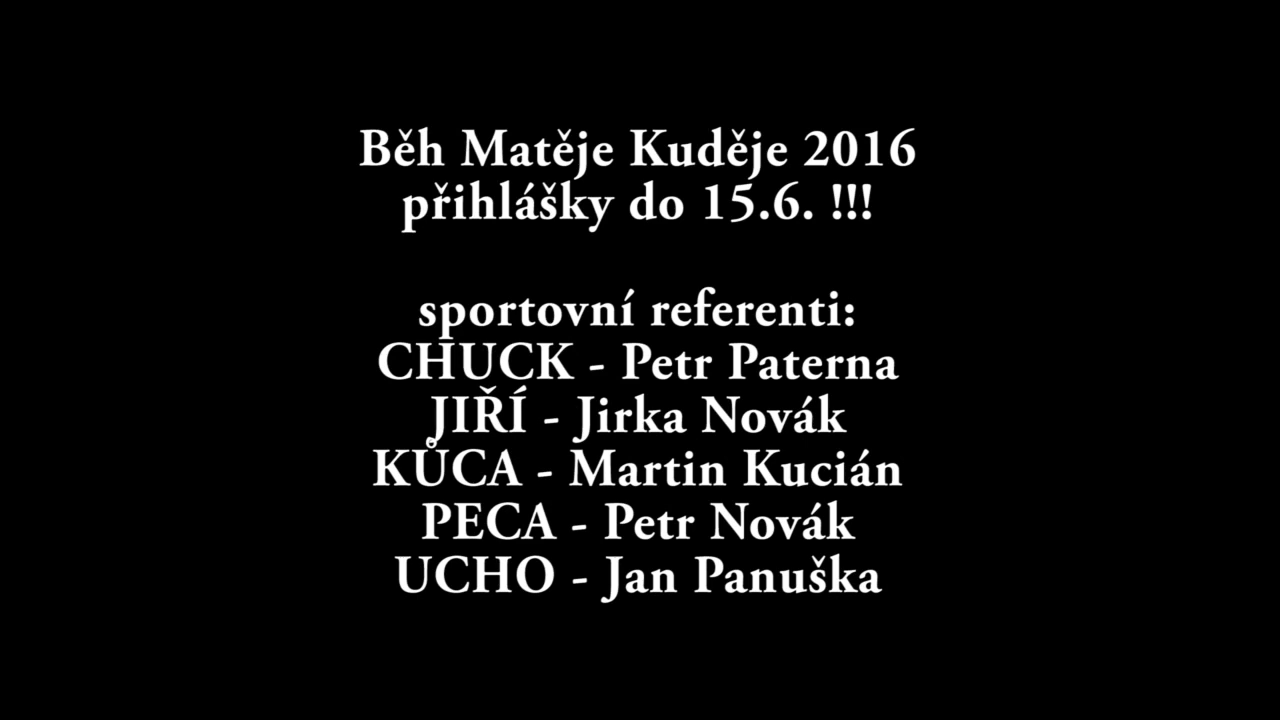 Běh Matěje Kuděje 2016
přihlášky do 15.6. !!!
sportovní referenti:
CHUCK - Petr Paterna
JIŘÍ - Jirka Novák
KŮCA - Martin Kucián
PECA - Petr Novák
UCHO - Jan Panuška